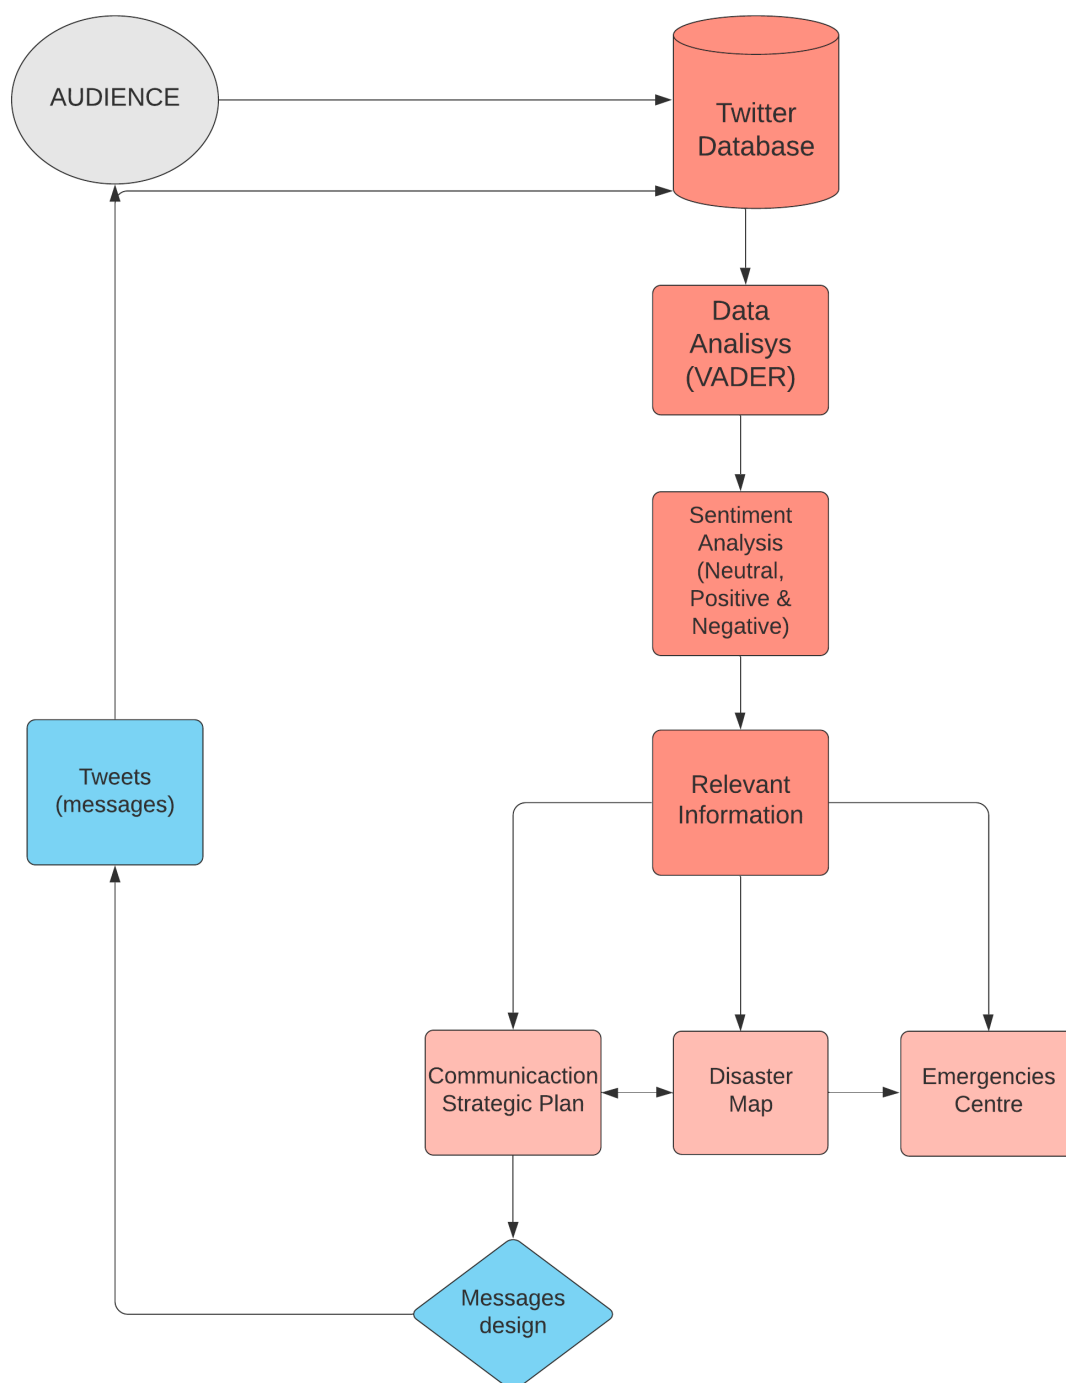 AUDIENCE
Twitter
Database
Data
Analisys
(VADER)
Sentiment
Analysis
(Neutral,
Positive &
Negative)
Tweets
(messages)
Relevant
Information
Communicaction
Strategic Plan
Disaster
Map
Emergencies
Centre
Messages
design